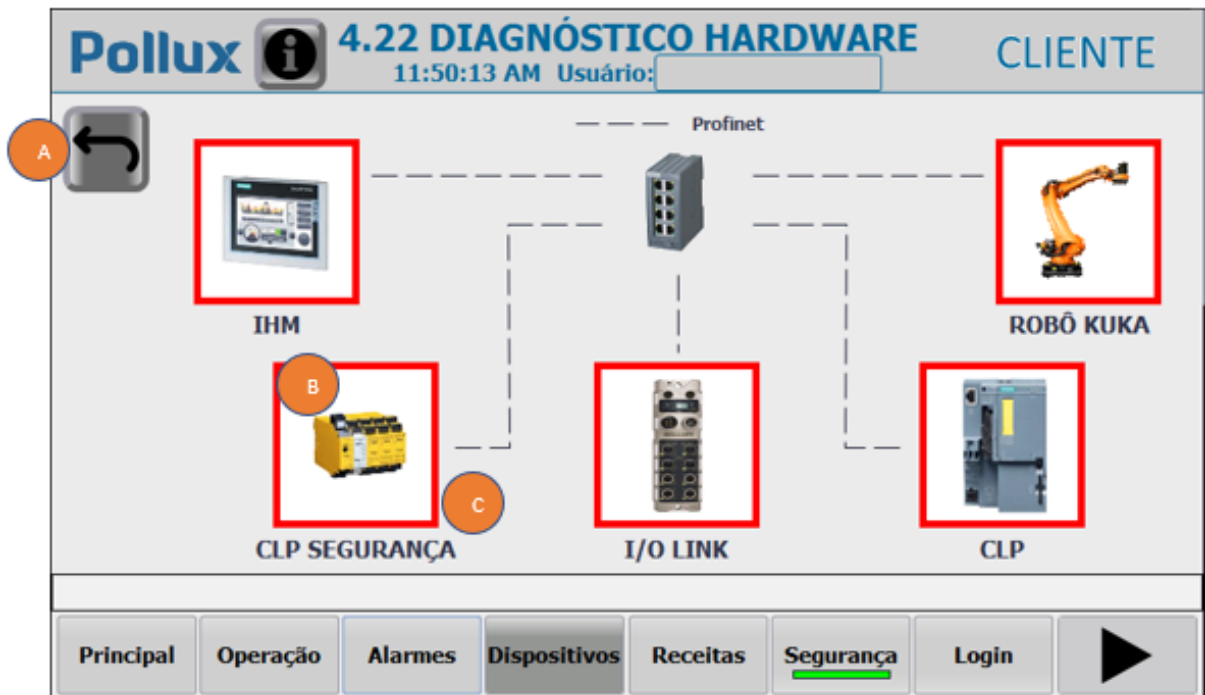 Pollux
4.22 DIAGNÓSTICO HARDWARE
CLIENTE
11:50:13 AM Usuário:
A
Profinet
IHM
ROBÔ KUKA
B
C
CLP SEGURANÇA
I/O LINK
CLP
Principal
Operação
Alarmes
Dispositivos
Receitas
Segurança
Login